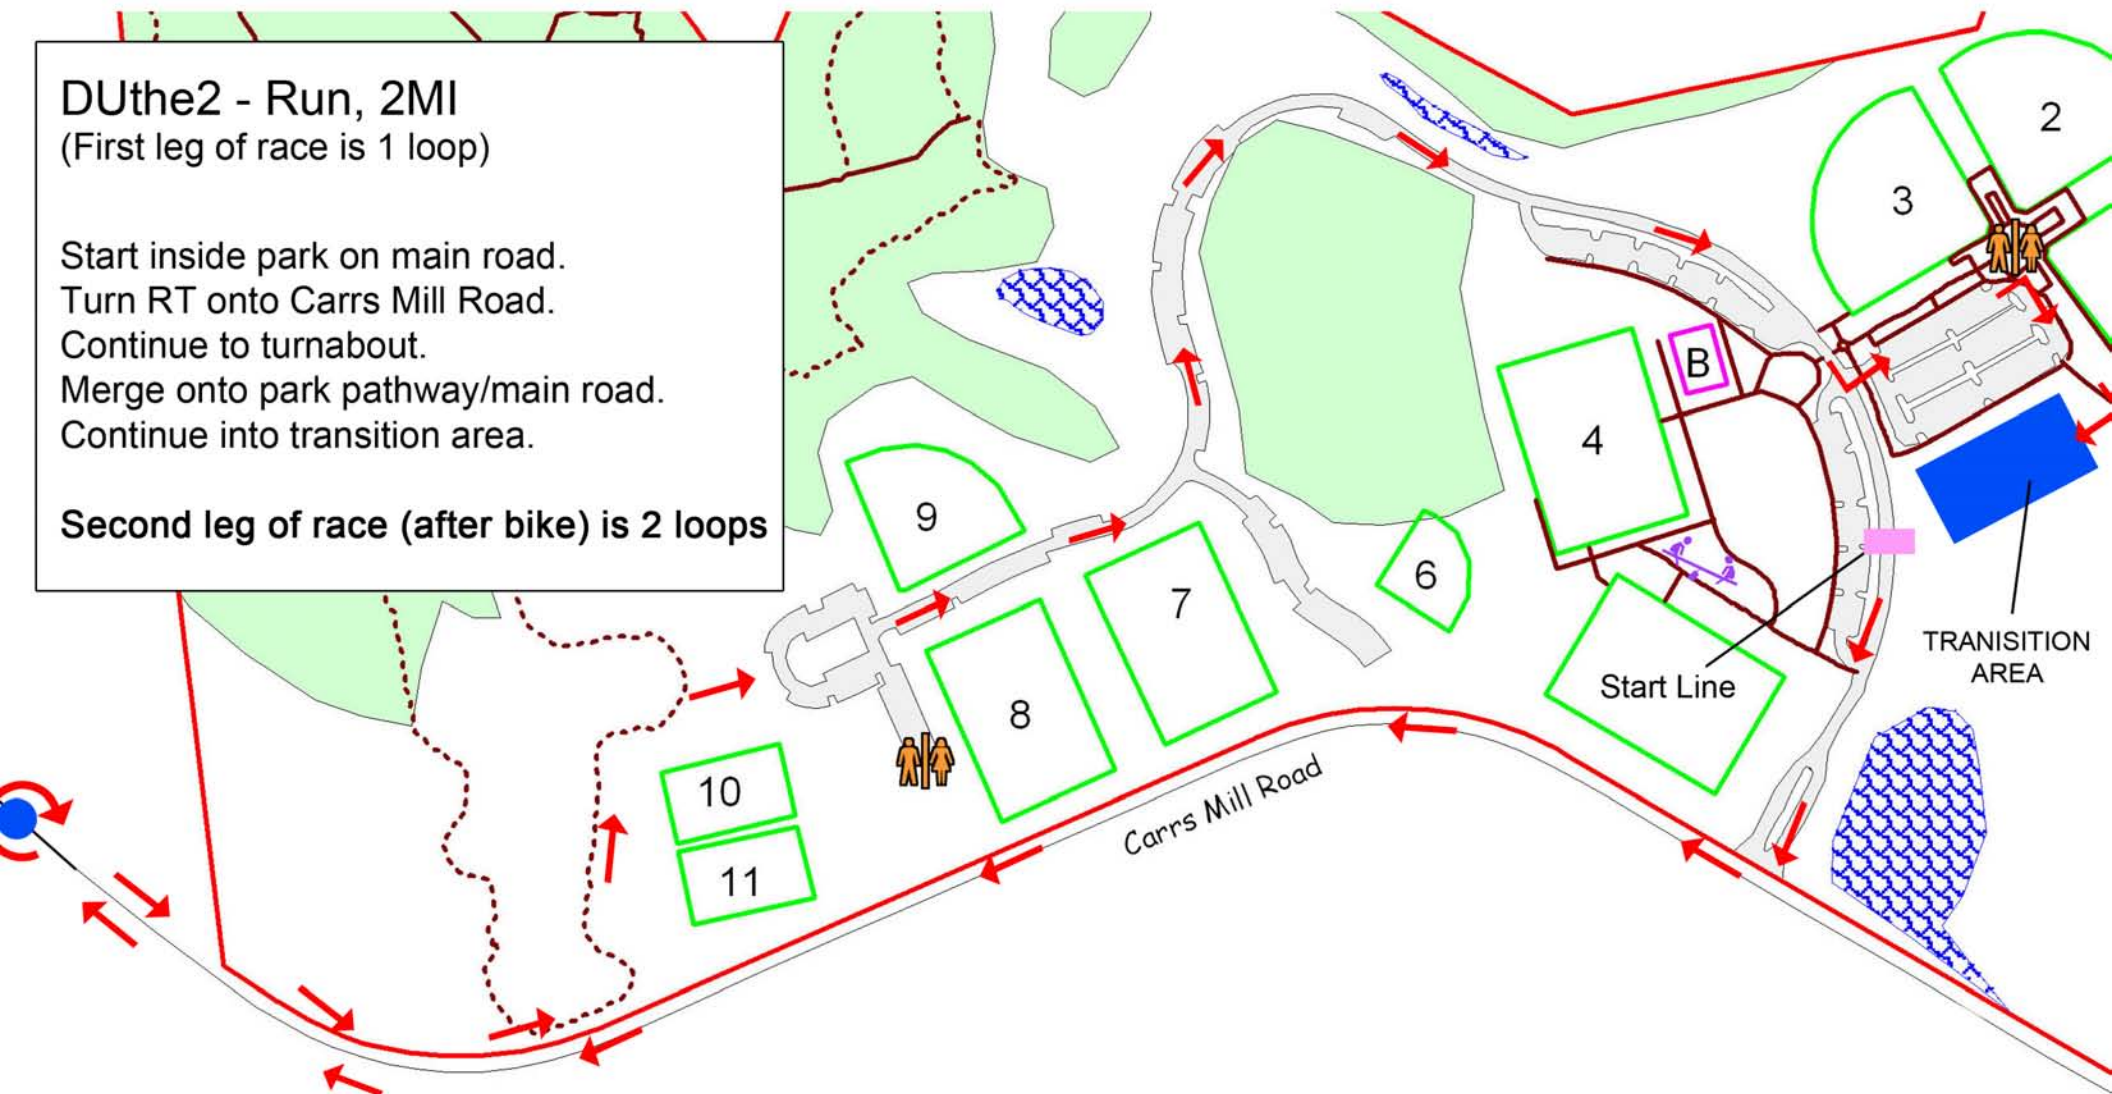 DUthe2 - Run, 2MI
(First leg of race is 1 loop)
Start inside park on main road.
Turn RT onto Carrs Mill Road.
Continue to turnabout.
Merge onto park pathway/main road.
Continue into transition area.
Second leg of race (after bike) is 2 loops
2
3
B
4
9
6
7
8
Start Line
TRANISITION
AREA
10
11
Carrs Mill Road